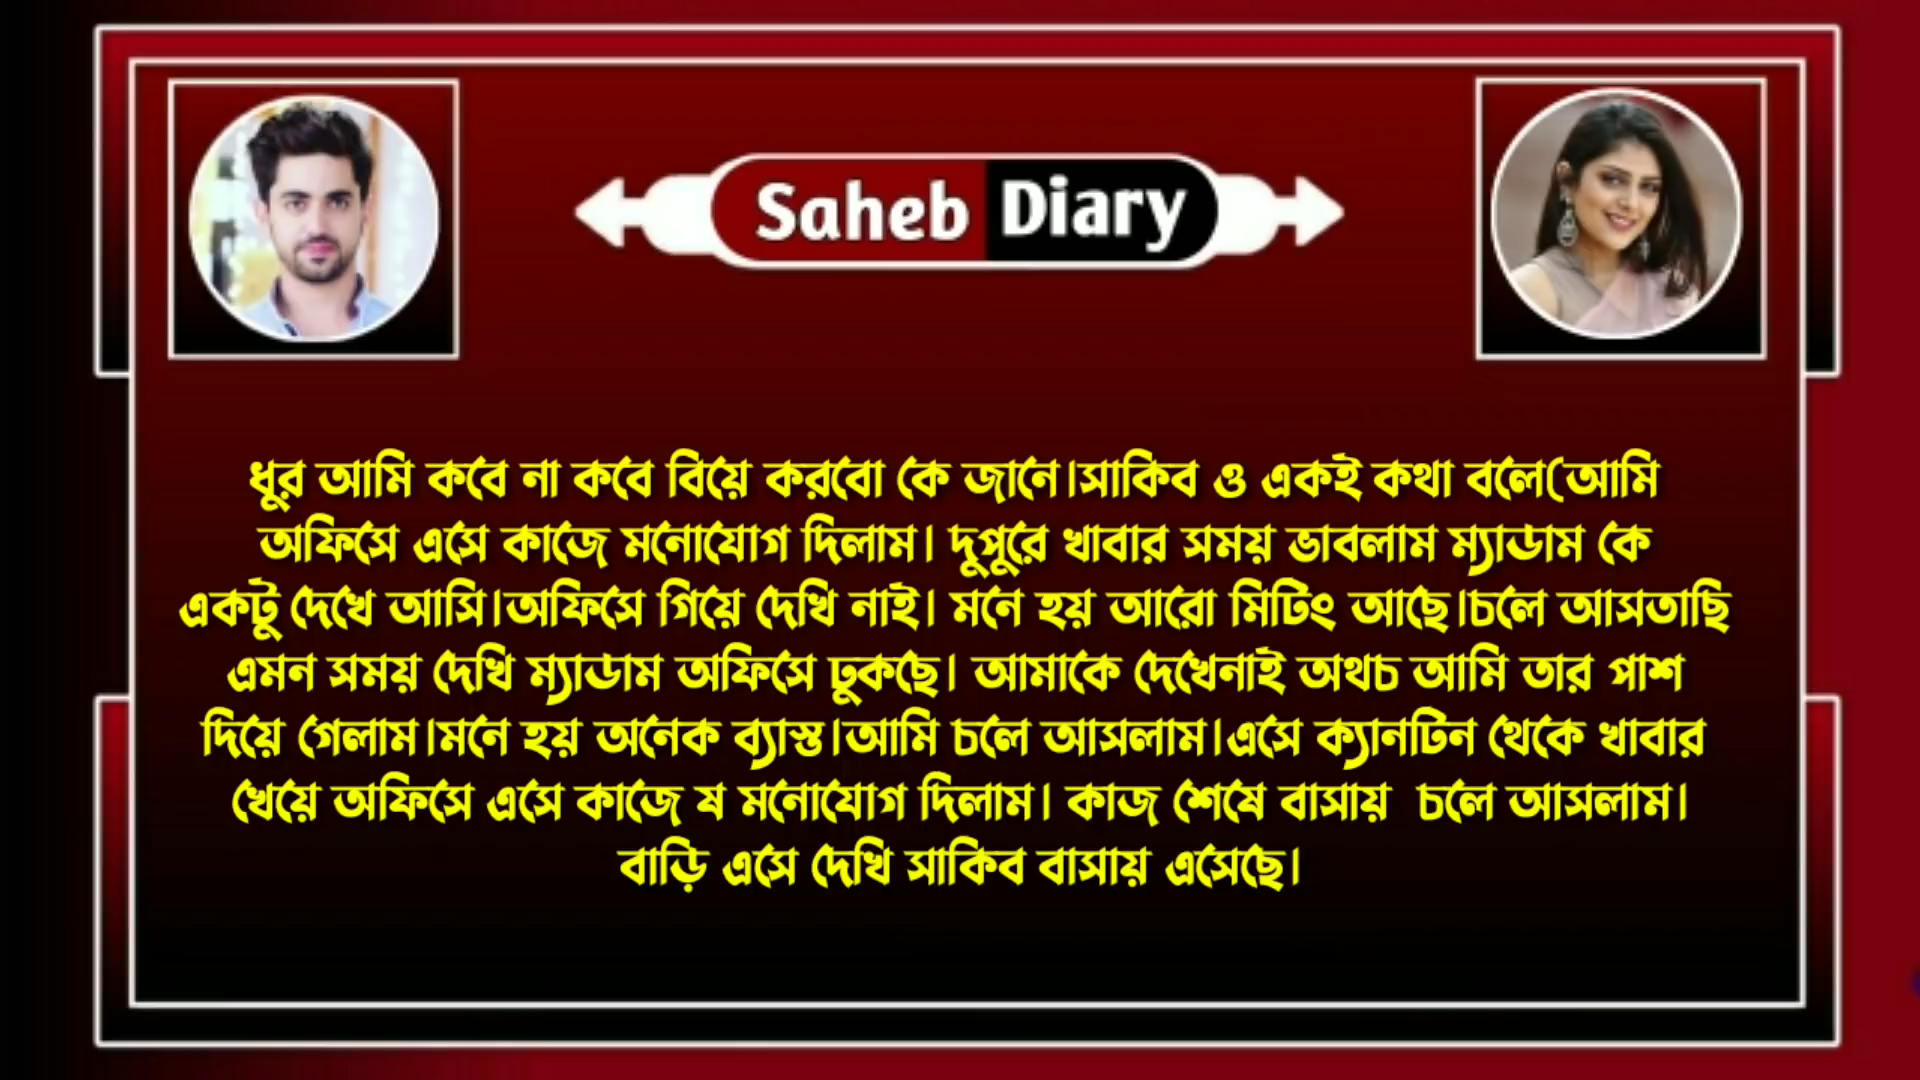 Saheb Diary
ধুর আমি কবে না কবে বিয়ে করবো কে জানে।সাকিব ও একই কথা বলে(আমি
অফিসে এসে কাজে মনোযোগ দিলাম। দুপুরে খাবার সময় ভাবলাম ম্যাডাম কে
একটু দেখে আসি।অফিসে গিয়ে দেখি নাই। মনে হয় আরো মিটিং আছে।চলে আসতাছি
এমন সময় দেখি ম্যাডাম অফিসে ঢুকছে। আমাকে দেখেনাই অথচ আমি তার পাশ
দিয়ে গেলাম।মনে হয় অনেক ব্যাস্ত।আমি চলে আসলাম।এসে ক্যানটিন থেকে খাবার
খেয়ে অফিসে এসে কাজে ষ মনোযোগ দিলাম। কাজ শেষে বাসায় চলে আসলাম।
বাড়ি এসে দেখি সাকিব বাসায় এসেছে।